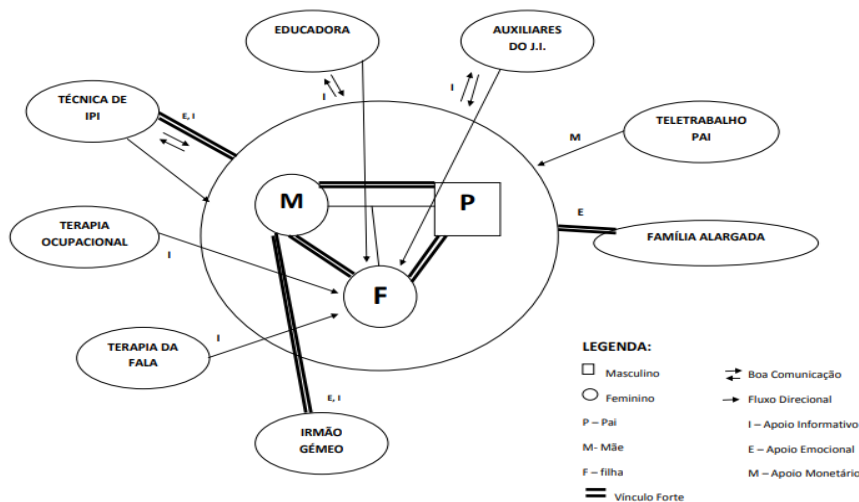 EDUCADORA
AUXILIARES
DO J.I.
I
I
TÉCNICA DE
IPI
E, I
TELETRABALHO
PAI
M
M
P
E
TERAPIA
OCUPACIONAL
I
FAMÍLIA ALARGADA
F
TERAPIA DA
FALA
I
E, I
IRMÃO
GÉMEO
LEGENDA:
Masculino
Feminino
P – Pai
M- Mãe
F – filha
Vínculo Forte
Boa Comunicação
Fluxo Direcional
I – Apoio Informativo
E – Apoio Emocional
M – Apoio Monetário